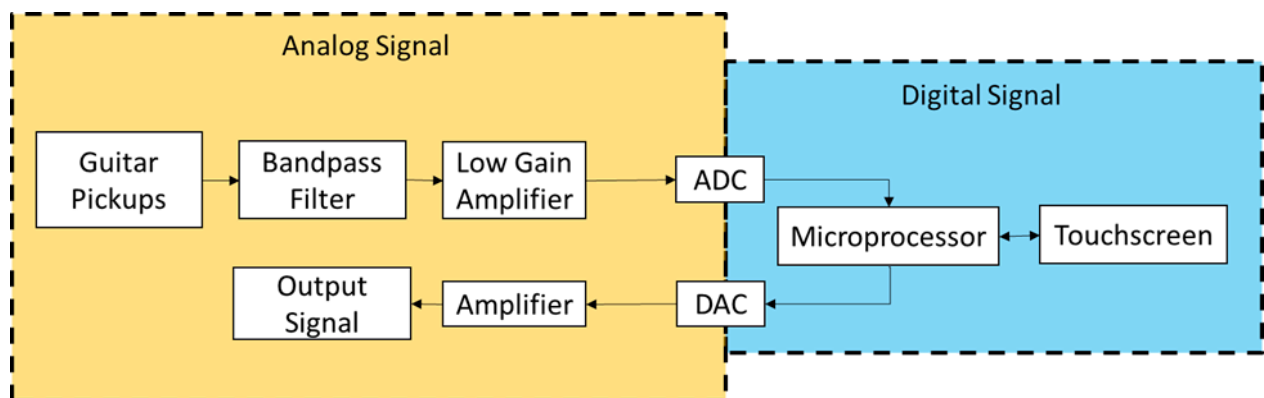 Analog Signal
Digital Signal
Guitar
Pickups
Bandpass
Filter
Low Gain
Amplifier
ADC
Microprocessor
Touchscreen
Output
Signal
Amplifier
DAC